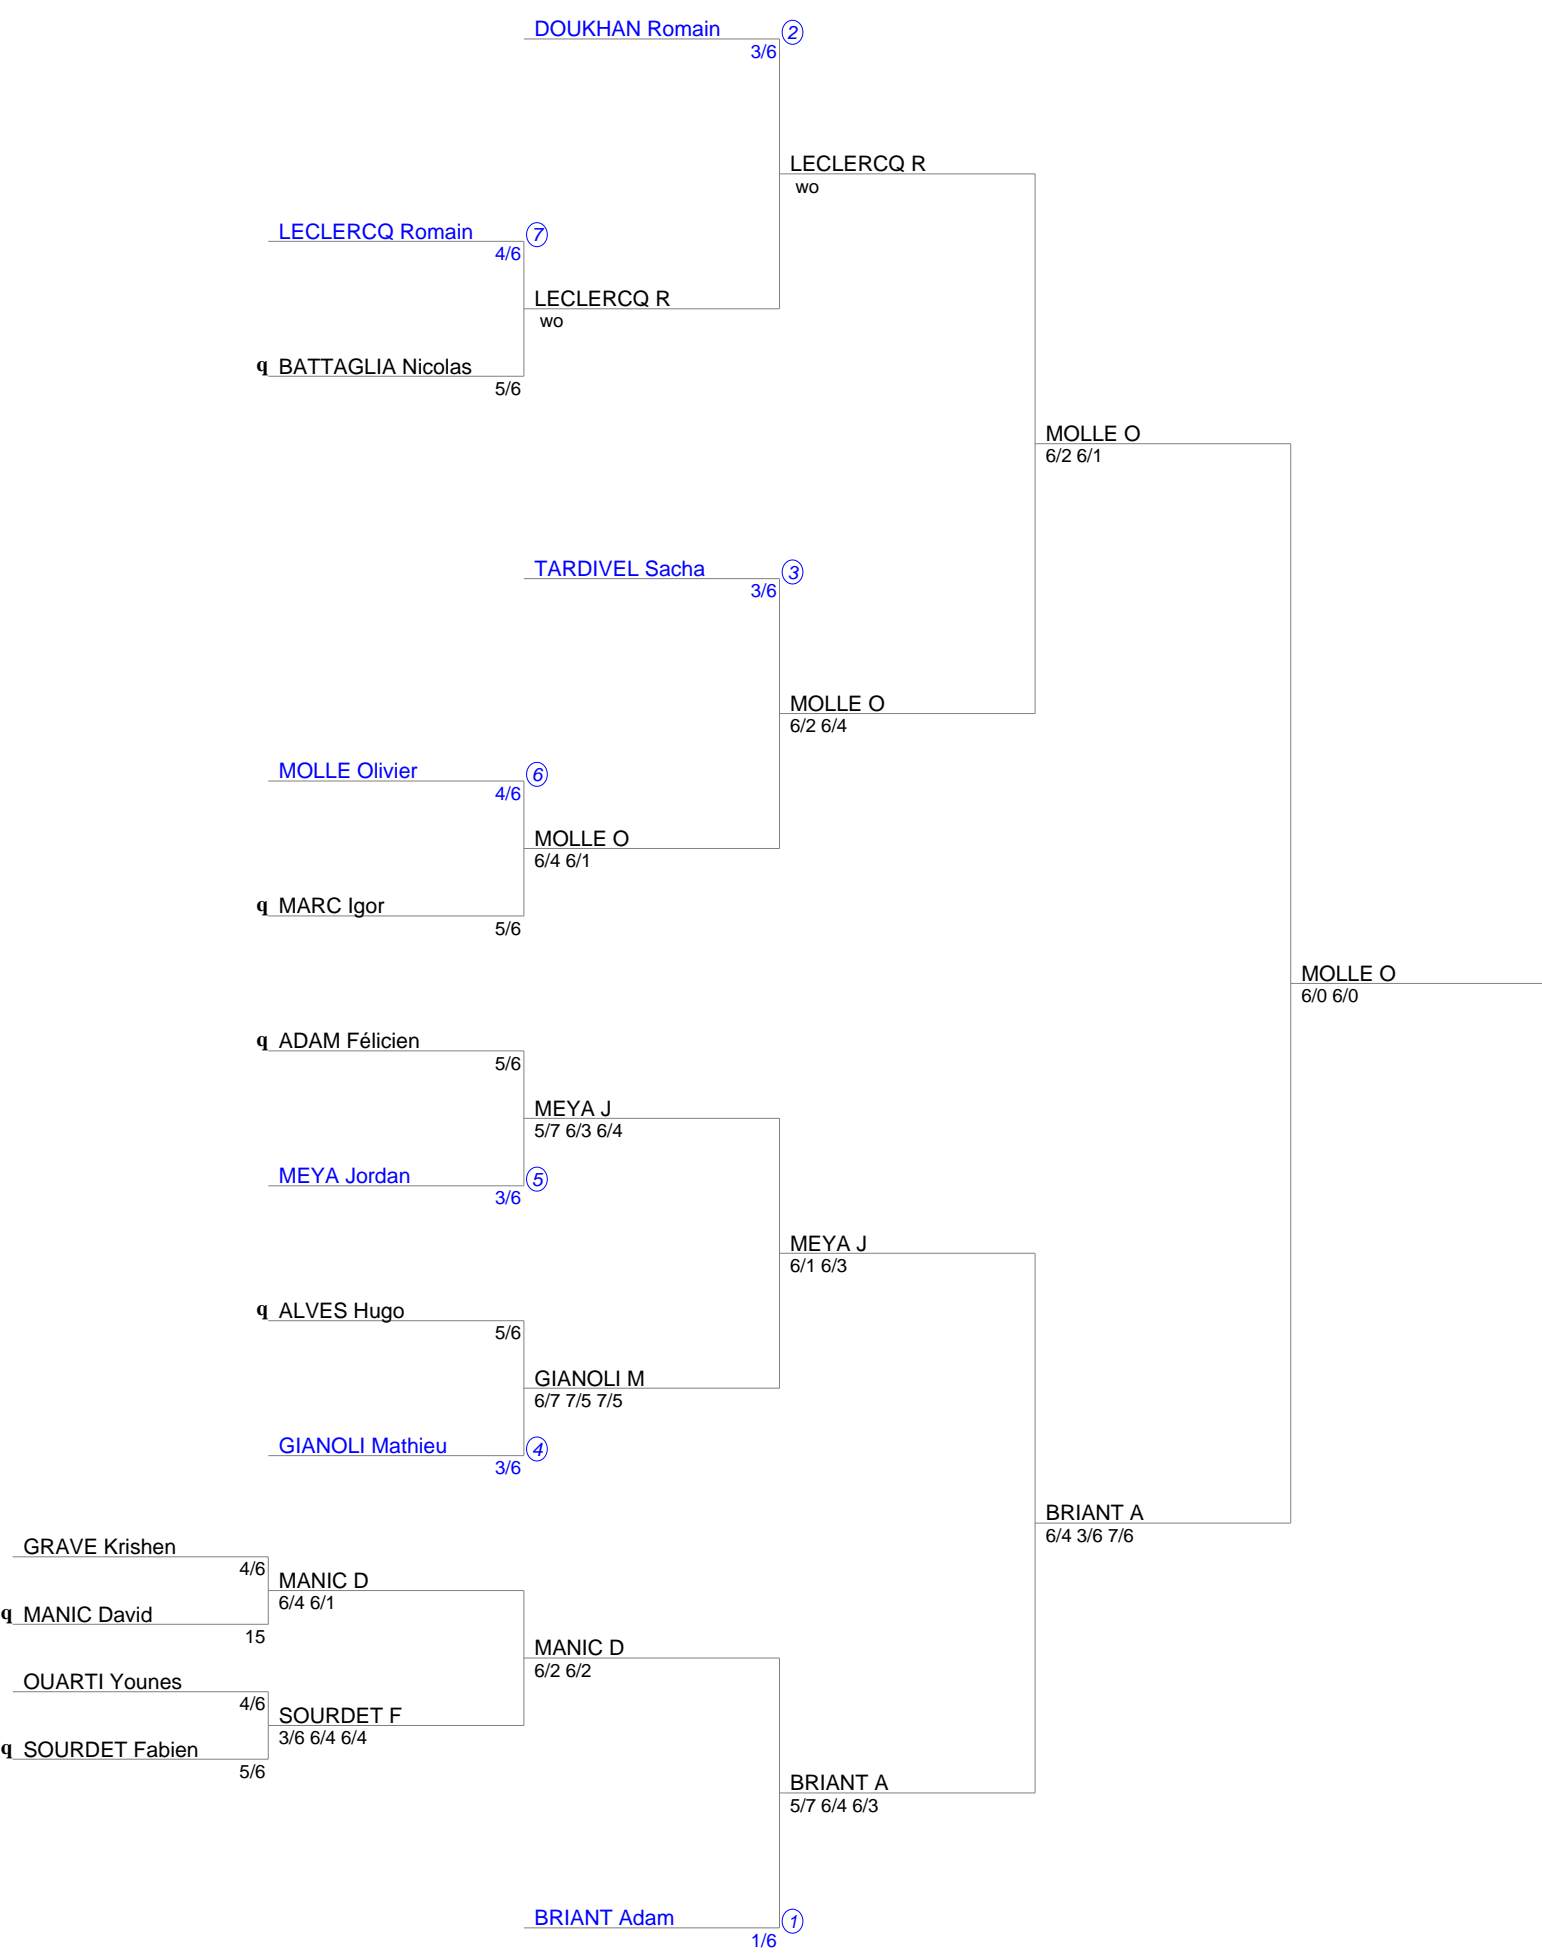 DOUKHAN Romain 2
3/6
LECLERCQ R
wo
LECLERCQ Romain 7
4/6
LECLERCQ R
wo
q BATTAGLIA Nicolas
5/6
MOLLE O
6/2 6/1
TARDIVEL Sacha 3
3/6
MOLLE O
6/2 6/4
MOLLE Olivier 6
4/6
MOLLE O
6/4 6/1
q MARC Igor
5/6
MOLLE O
6/0 6/0
q ADAM Félicien
5/6
MEYA J
5/7 6/3 6/4
MEYA Jordan 5
3/6
MEYA J
6/1 6/3
q ALVES Hugo
5/6
GIANOLI M
6/7 7/5 7/5
GIANOLI Mathieu 4
3/6
BRIANT A
6/4 3/6 7/6
GRAVE Krishen
4/6
MANIC D
6/4 6/1
q MANIC David
15
MANIC D
6/2 6/2
OUARTI Younes
4/6
SOURDET F
3/6 6/4 6/4
q SOURDET Fabien
5/6
BRIANT A
5/7 6/4 6/3
BRIANT Adam 1
1/6